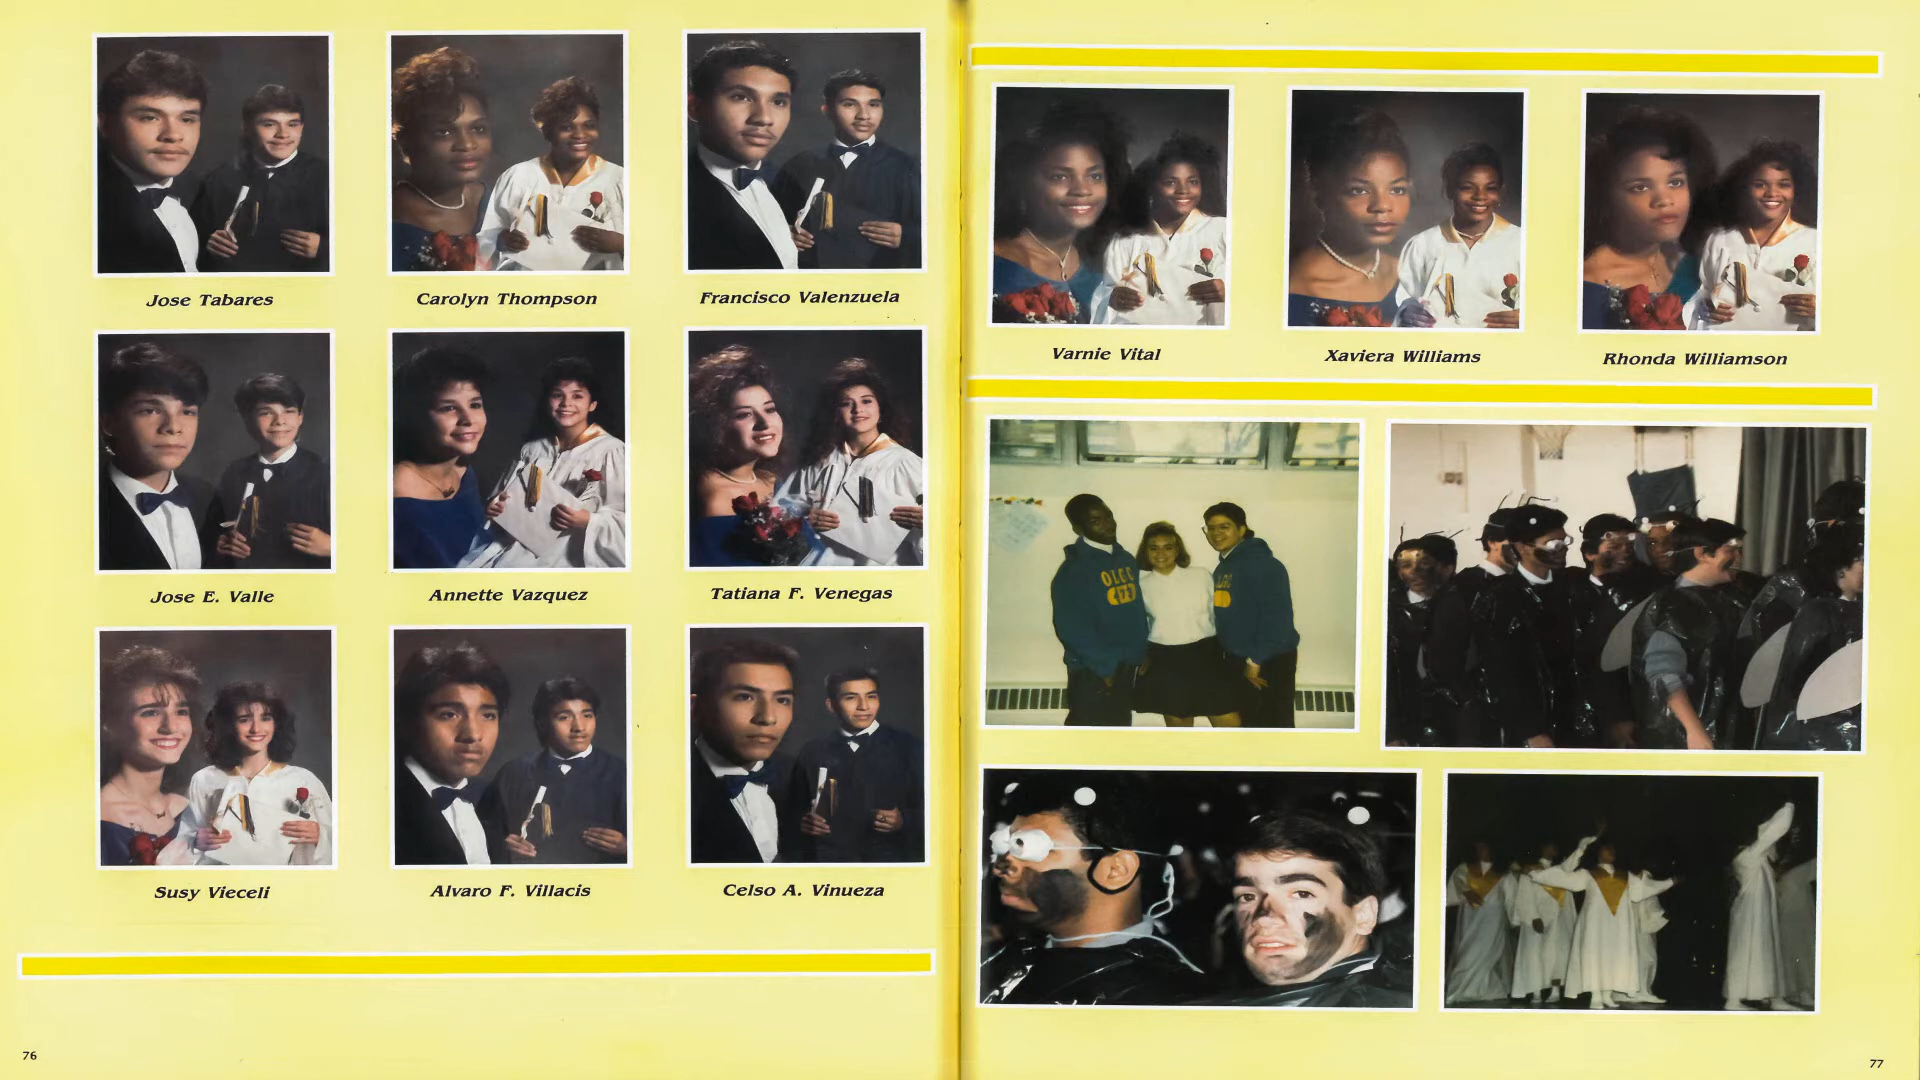 Jose Tabares
Carolyn Thompson
Francisco Valenzuela
Jose E. Valle
Annette Vazquez
Tatiana F. Venegas
Susy Vieceli
Alvaro F. Villacis
Celso A. Vinueza
76
Varnie Vital
Xaviera Williams
Rhonda Williamson
77